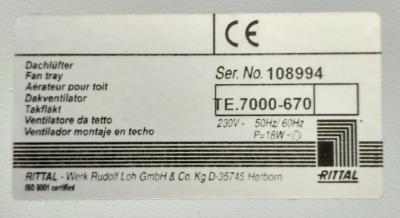 CE
Dachlüfter
Fan tray
Aérateur pour toit
Dakventilator
Takflakt
Ventilatore da tetto
Ventilador montaje en techo
Ser. No. 108994
TE.7000-670
230V- 50Hz/ 60Hz
P=18W-
RITTAL - Werk Rudolf Loh GmbH & Co. Kg D-35745 Herborn
ISO 9001 certified
RITTAL